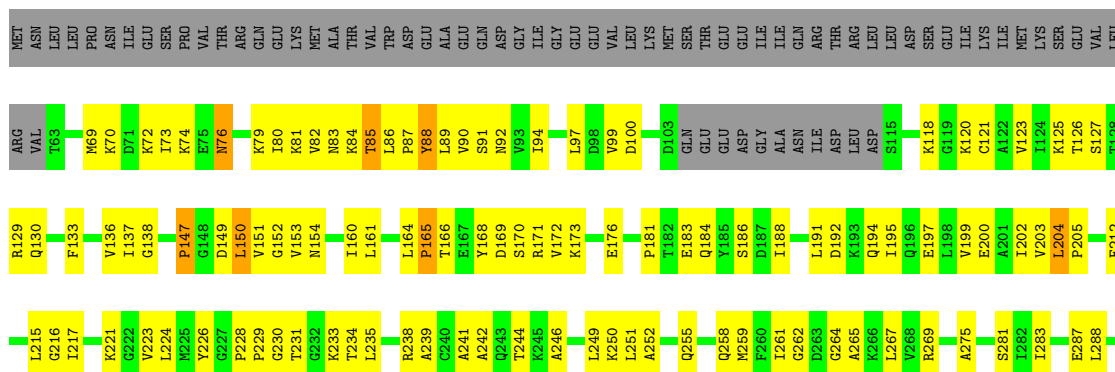 MET ASN LEU LEU PRO ASN ILE GLU SER PRO VAL THR ARG GLN GLU LYS MET ALA THR VAL TRP ASP GLU ALA GLU GLN ASP GLY ILE GLY GLU GLU VAL LEU LYS MET SER THR GLU GLU ILE ILE GLN ARG THR ARG LEU LEU ASP SER GLU ILE LYS ILE MET LYS SER GLU VAL LEU
ARG VAL T63 M69 K70 D71 K72 I73 K74 E75 N76 K79 I80 K81 V82 N83 K84 T85 L86 P87 Y88 L89 V90 S91 N92 V93 I94 L97 D98 V99 D100 D103 GLN GLU GLU ASP GLY ALA ASN ILE ASP LEU ASP S115 K118 G119 K120 C121 A122 V123 I124 K125 T126 S127 T128
R129 Q130 F133 V136 I137 G138 P147 G148 D149 L150 V151 G152 V153 N154 I160 L161 L164 P165 T166 E167 Y168 D169 S170 R171 V172 K173 E176 P181 T182 E183 Q184 Y185 S186 D187 I188 L191 D192 K193 Q194 I195 Q196 E197 L198 V199 E200 A201 I202 V203 L204 P205
L215 G216 I217 K221 G222 V223 L224 M225 Y226 G227 P228 P229 G230 T231 G232 K233 T234 L235 R238 A239 C240 A241 A242 Q243 T244 K245 A246 L249 K250 L251 A252 Q255 Q258 M259 F260 I261 G262 D263 G264 A265 K266 L267 V268 R269 A275 S281 I282 I283 E287 L288